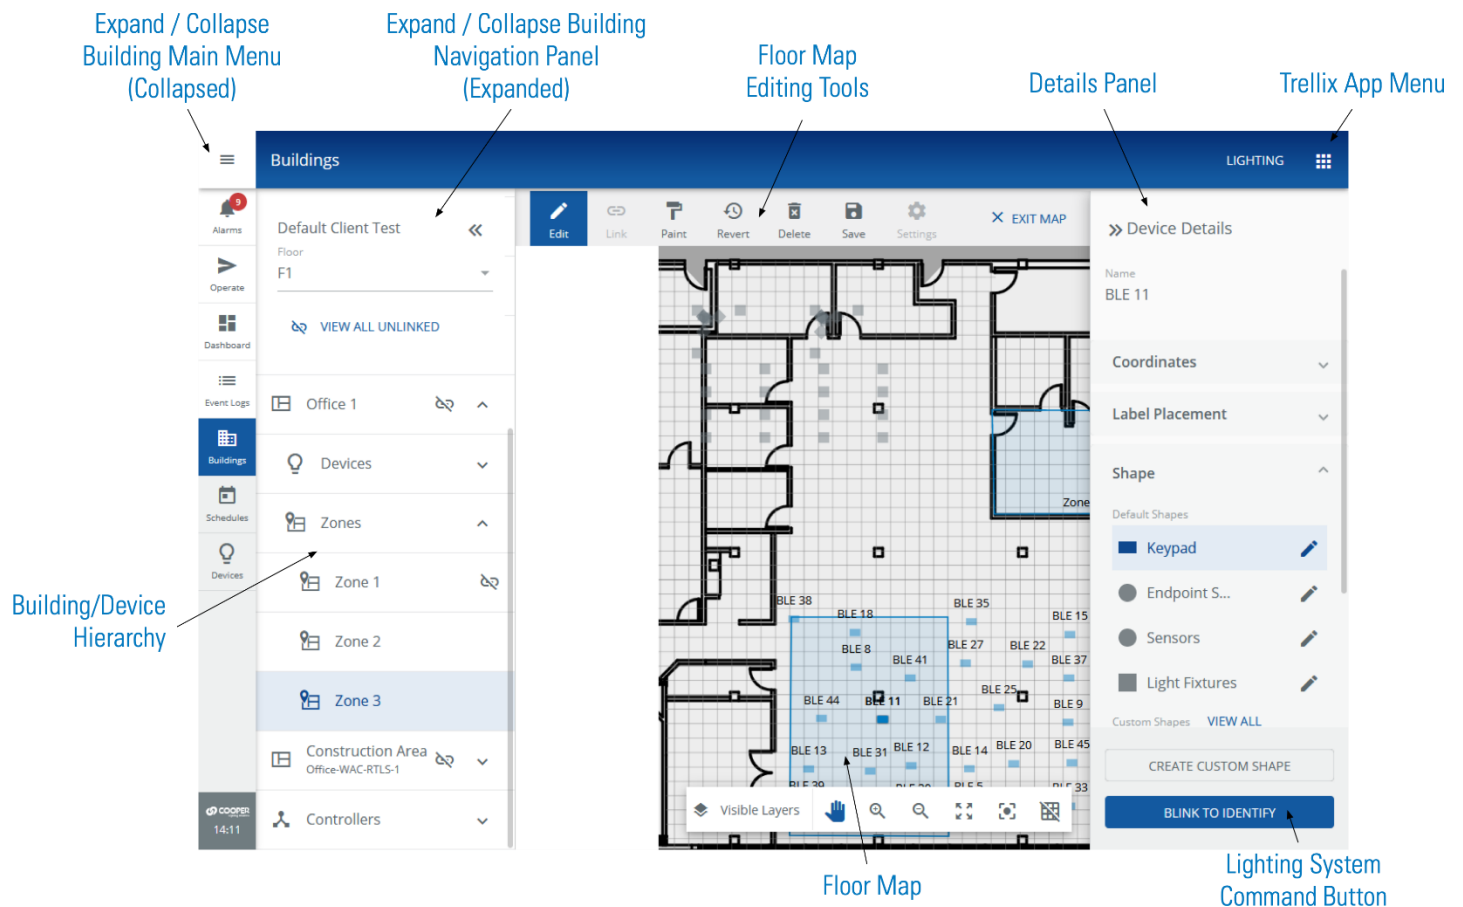 Expand / Collapse
Building Main Menu
(Collapsed)
Expand / Collapse Building
Navigation Panel
(Expanded)
Floor Map
Editing Tools
Details Panel
Trellix App Menu
Buildings
LIGHTING
9
Alarms
Operate
Dashboard
Event Logs
Buildings
Schedules
Devices
COOPER
14:11
Default Client Test
Floor
F1
VIEW ALL UNLINKED
Office 1
Devices
Zones
Zone 1
Zone 2
Zone 3
Construction Area
Office-WAC-RTLS-1
Controllers
Building/Device
Hierarchy
Edit
Link
Paint
Revert
Delete
Save
Settings
EXIT MAP
Zone
BLE 38
BLE 18
BLE 35
BLE 15
BLE 8
BLE 41
BLE 27
BLE 22
BLE 37
BLE 44
BLE 11
BLE 21
BLE 25
BLE 9
BLE 13
BLE 31
BLE 12
BLE 14
BLE 20
BLE 45
BLE 39
BLE 5
33
Visible Layers
Device Details
Name
BLE 11
Coordinates
Label Placement
Shape
Default Shapes
Keypad
Endpoint S...
Sensors
Light Fixtures
Custom Shapes VIEW ALL
CREATE CUSTOM SHAPE
BLINK TO IDENTIFY
Floor Map
Lighting System
Command Button